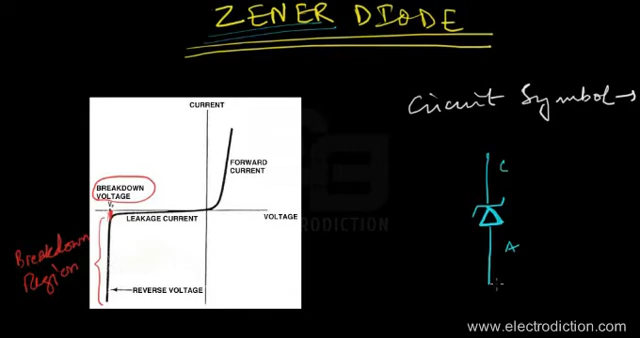 ZENER DIODE
Circuit Symbol
CURRENT
FORWARD
CURRENT
BREAKDOWN
VOLTAGE
LEAKAGE CURRENT
VOLTAGE
REVERSE VOLTAGE
Breakdown
Region
C
A
www.electrodiction.com